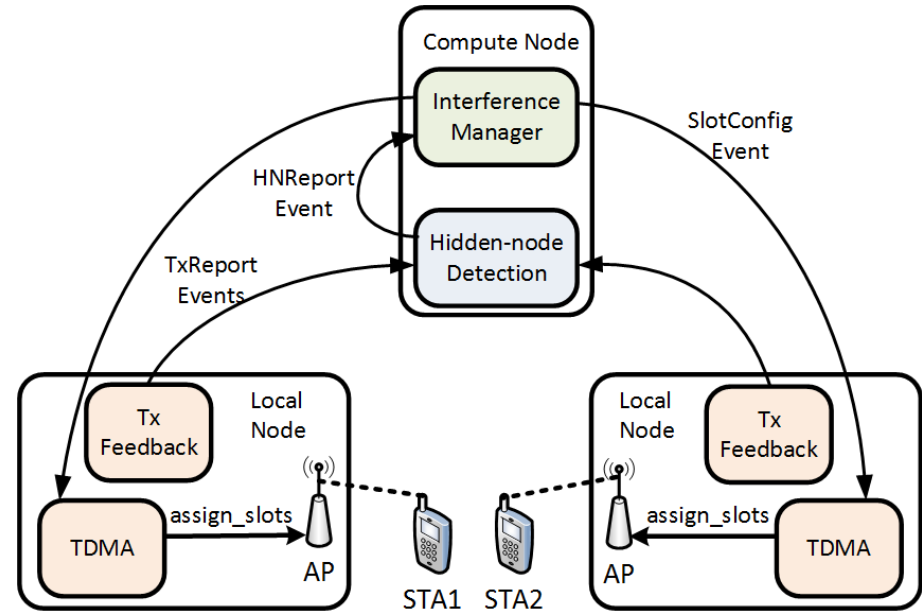 Compute Node
Interference
Manager
SlotConfig
Event
HNReport
Event
Hidden-node
Detection
TxReport
Events
Local
Node
Tx
Feedback
TDMA
assign_slots
AP
STA1
STA2
Local
Node
Tx
Feedback
assign_slots
TDMA
AP